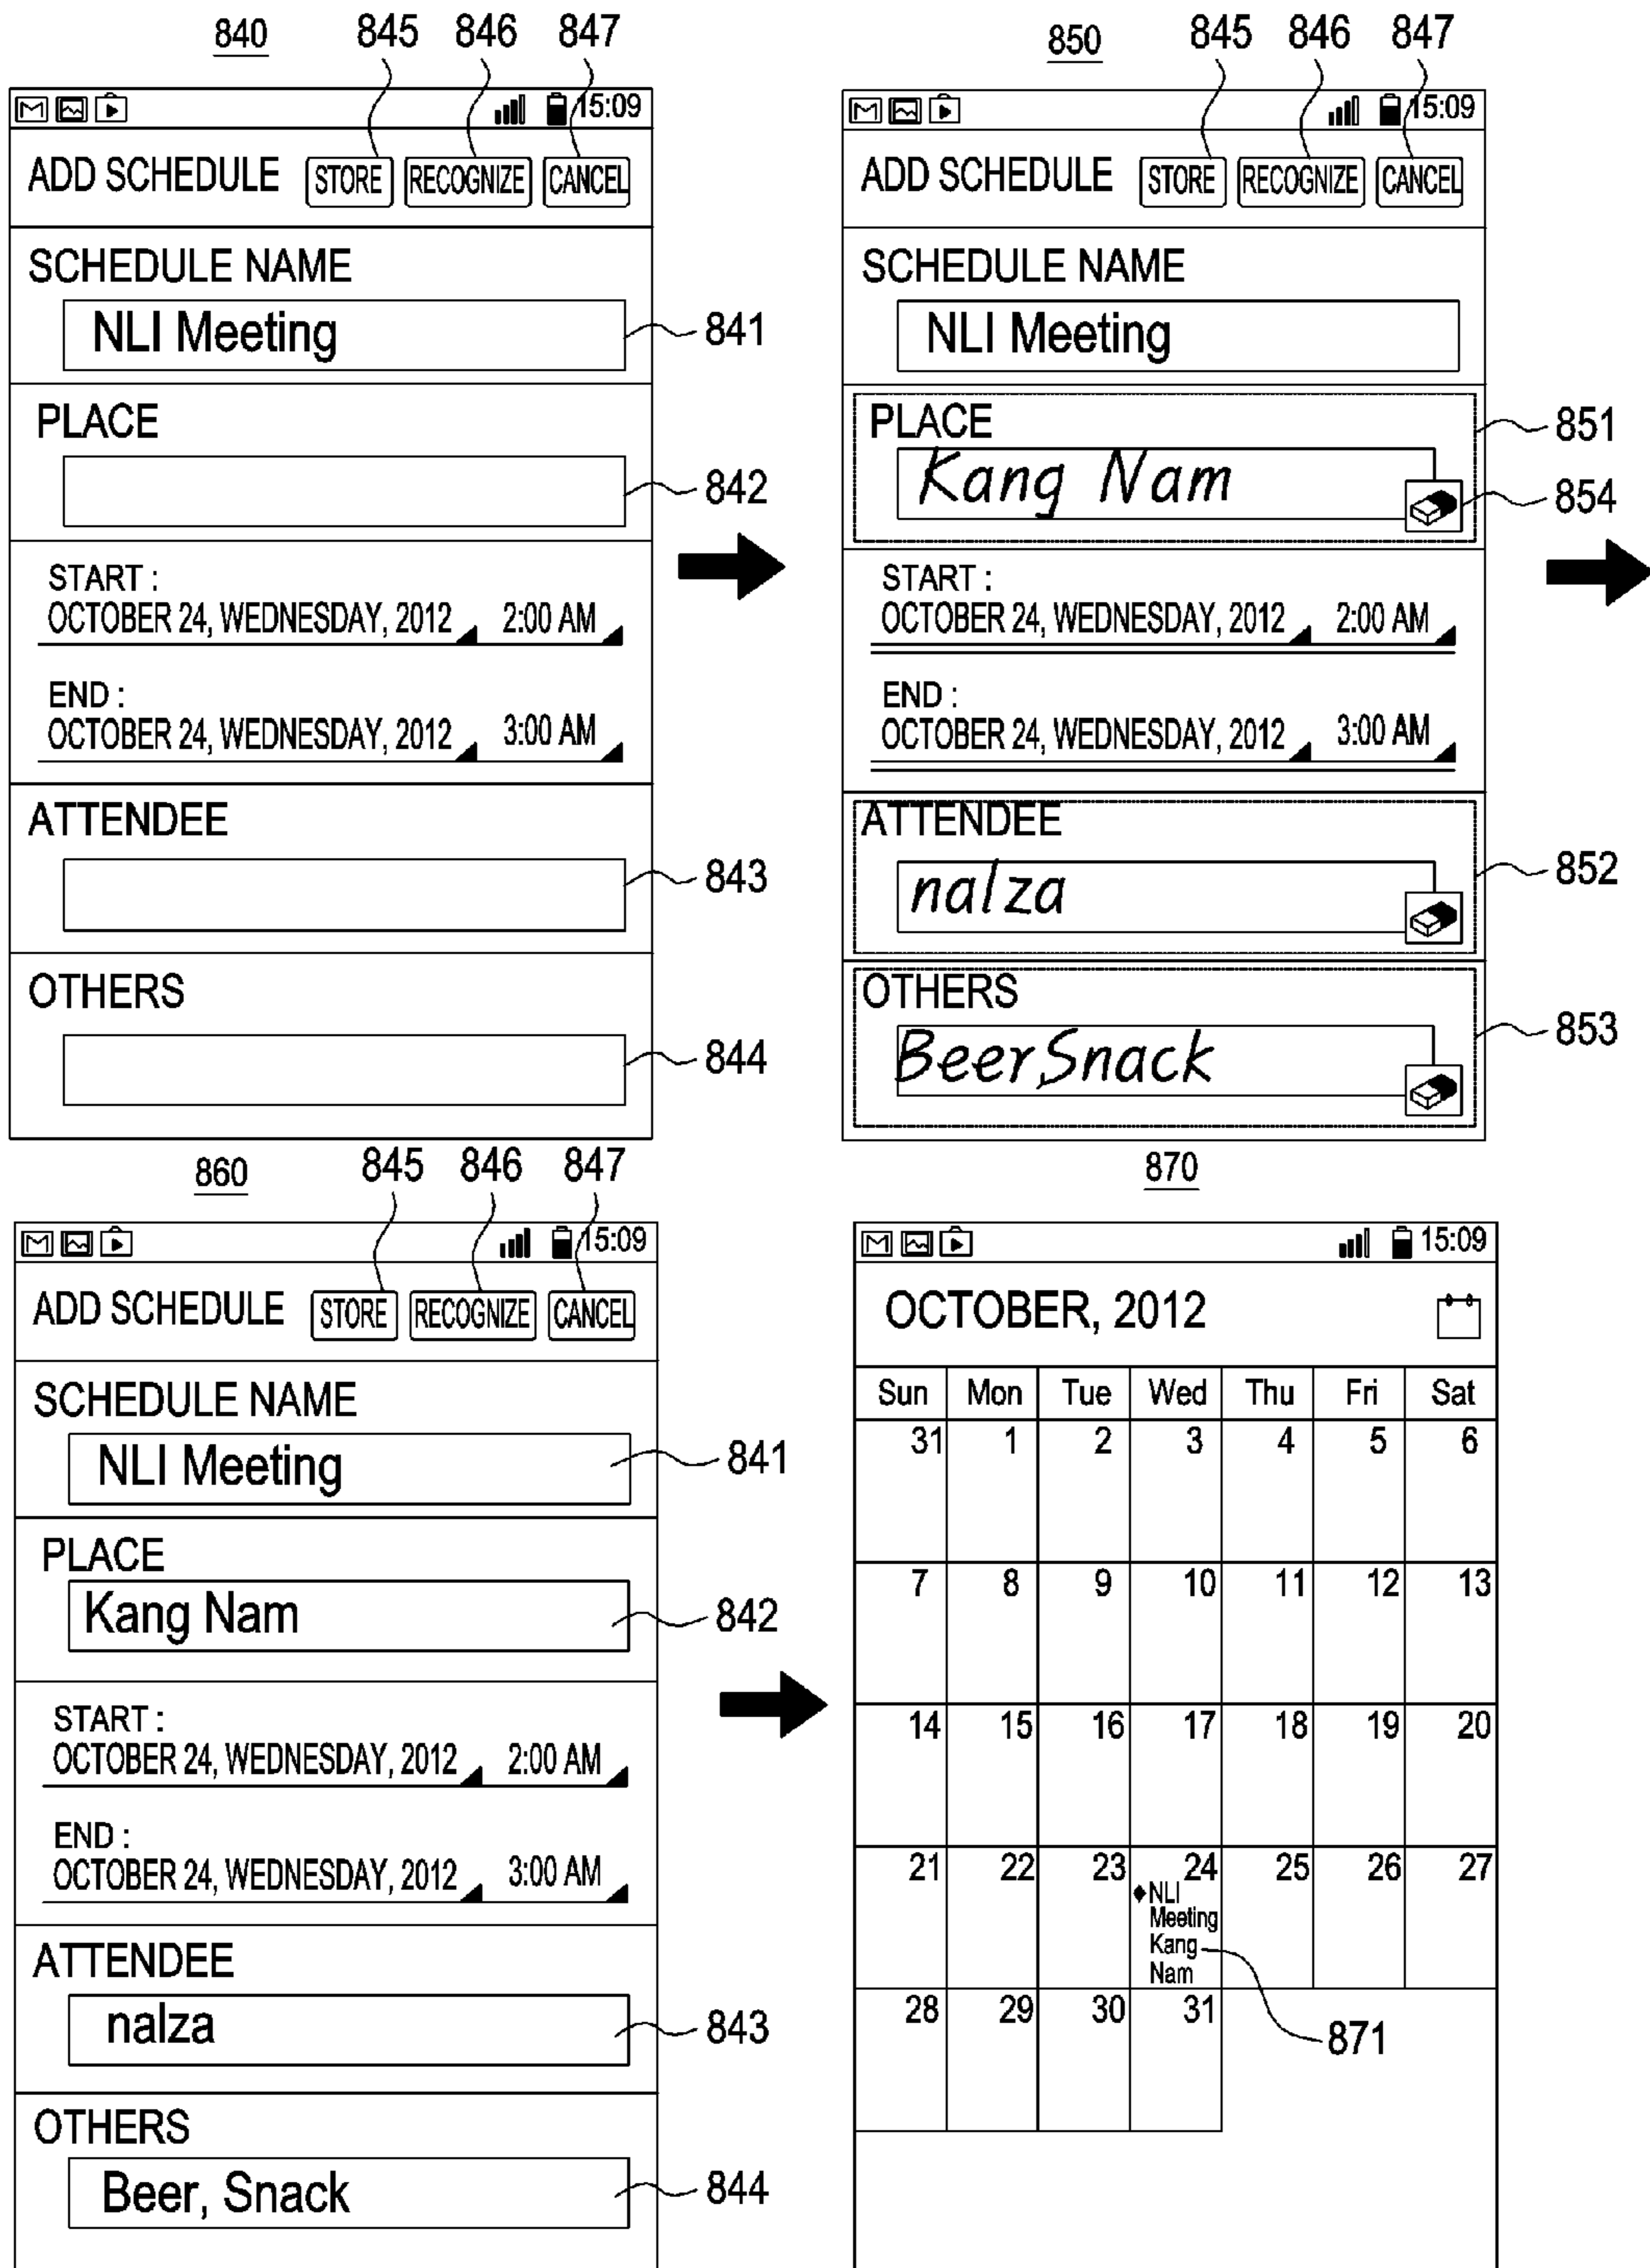 840 845 846 847
15:09
ADD SCHEDULE STORE RECOGNIZE CANCEL
SCHEDULE NAME
NLI Meeting 841
PLACE
842
START :
OCTOBER 24, WEDNESDAY, 2012 2:00 AM
END :
OCTOBER 24, WEDNESDAY, 2012 3:00 AM
ATTENDEE
843
OTHERS
844
850 845 846 847
15:09
ADD SCHEDULE STORE RECOGNIZE CANCEL
SCHEDULE NAME
NLI Meeting
PLACE 851
Kang Nam 854
START :
OCTOBER 24, WEDNESDAY, 2012 2:00 AM
END :
OCTOBER 24, WEDNESDAY, 2012 3:00 AM
ATTENDEE
nalza 852
OTHERS
BeerSnack 853
860 845 846 847
15:09
ADD SCHEDULE STORE RECOGNIZE CANCEL
SCHEDULE NAME
NLI Meeting 841
PLACE
Kang Nam 842
START :
OCTOBER 24, WEDNESDAY, 2012 2:00 AM
END :
OCTOBER 24, WEDNESDAY, 2012 3:00 AM
ATTENDEE
nalza 843
OTHERS
Beer, Snack 844
870
15:09
OCTOBER, 2012
Sun Mon Tue Wed Thu Fri Sat
31 1 2 3 4 5 6
7 8 9 10 11 12 13
14 15 16 17 18 19 20
21 22 23 24 25 26 27
◆NLI
Meeting
Kang
Nam
28 29 30 31
871